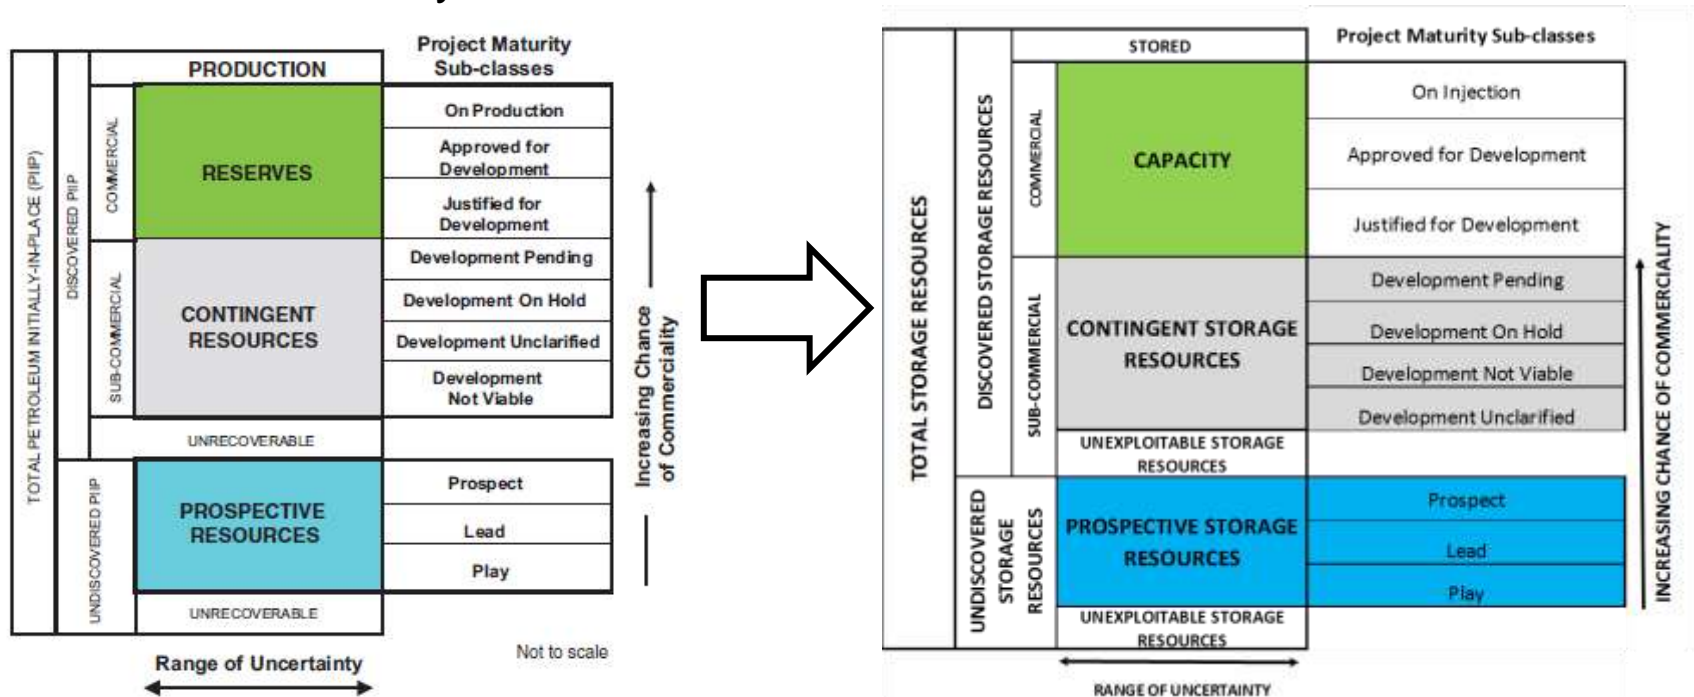 Project Maturity
Sub-classes
PRODUCTION
TOTAL PETROLEUM INITIALLY-IN-PLACE (PIIP)
DISCOVERED PIIP
COMMERCIAL
RESERVES
On Production
Approved for
Development
Justified for
Development
SUB-COMMERCIAL
CONTINGENT
RESOURCES
Development Pending
Development On Hold
Development Unclarified
Development
Not Viable
UNRECOVERABLE
UNDISCOVERED PIIP
PROSPECTIVE
RESOURCES
Prospect
Lead
Play
UNRECOVERABLE
Increasing Chance
of Commerciality
Not to scale
Range of Uncertainty
Project Maturity Sub-classes
STORED
TOTAL STORAGE RESOURCES
DISCOVERED STORAGE RESOURCES
COMMERCIAL
CAPACITY
On Injection
Approved for Development
Justified for Development
SUB-COMMERCIAL
CONTINGENT STORAGE
RESOURCES
Development Pending
Development On Hold
Development Not Viable
Development Unclarified
UNEXPLOITABLE STORAGE
RESOURCES
UNDISCOVERED
STORAGE
RESOURCES
PROSPECTIVE STORAGE
RESOURCES
Prospect
Lead
Play
UNEXPLOITABLE STORAGE
RESOURCES
INCREASING CHANCE OF COMMERCIALITY
RANGE OF UNCERTAINTY